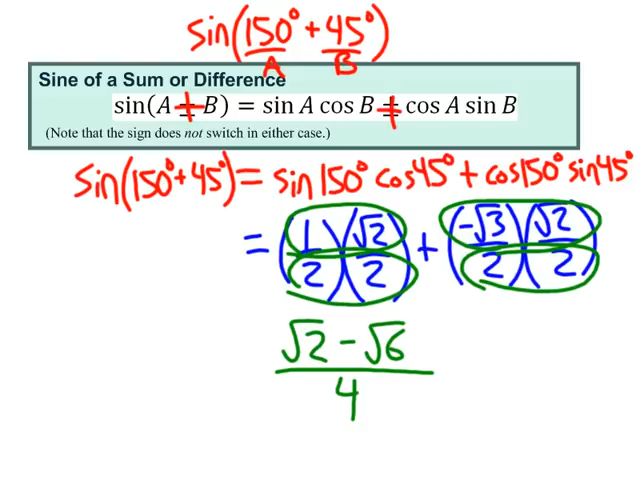 sin(150° + 45°)
A B
Sine of a Sum or Difference
sin(A ± B) = sin A cos B ± cos A sin B
(Note that the sign does not switch in either case.)
sin(150° + 45°) = sin 150° cos 45° + cos 150° sin 45°
= (1/2)(√2/2) + (-√3/2)(√2/2)
√2 - √6
4